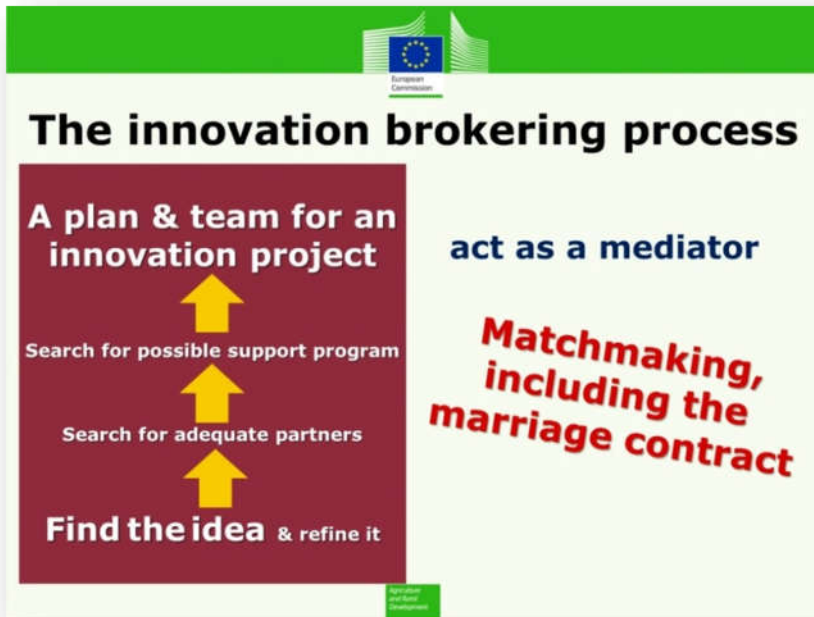 European
Commission
The innovation brokering process
A plan & team for an
innovation project
Search for possible support program
Search for adequate partners
Find the idea & refine it
act as a mediator
Matchmaking,
including the
marriage contract
Agriculture
and Rural
Development